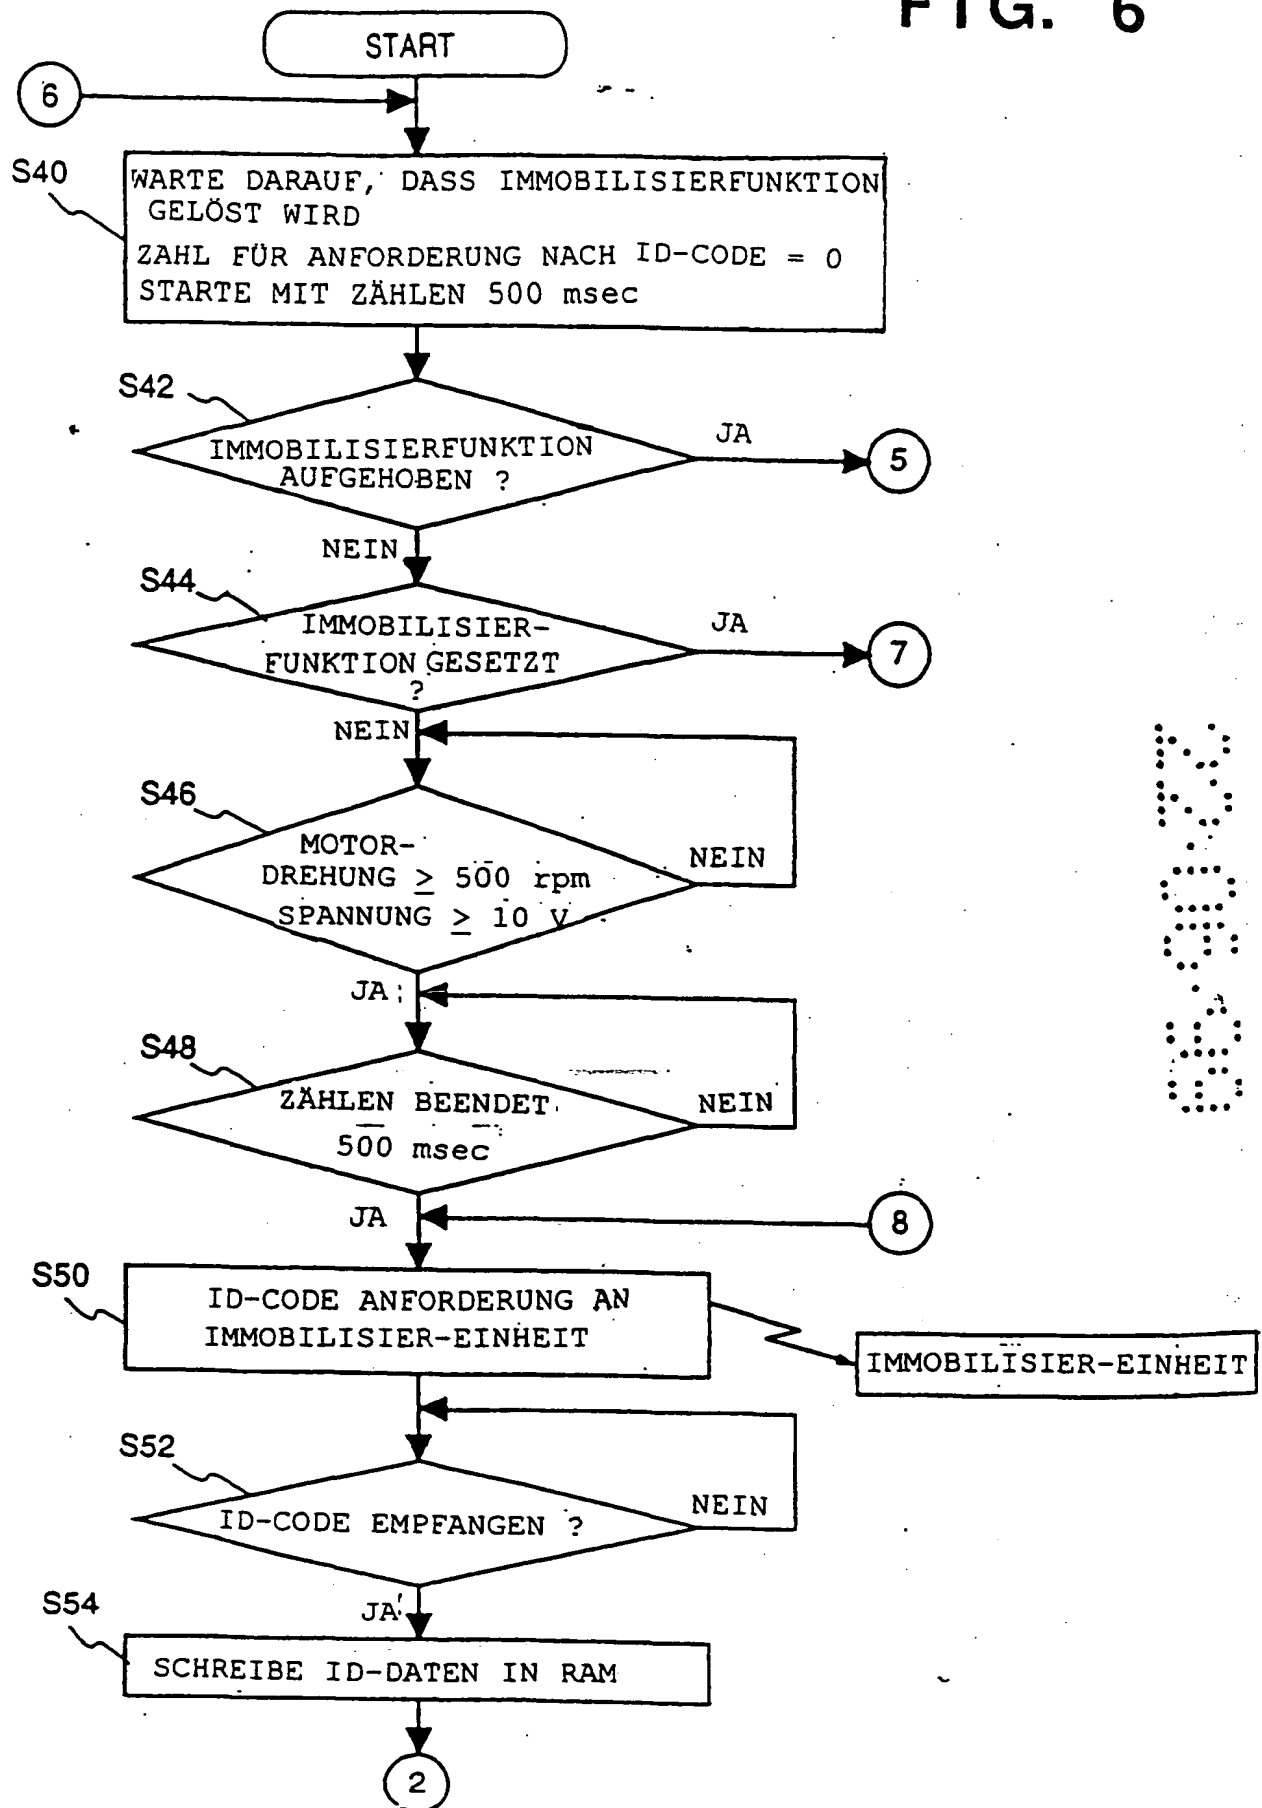 FIG. 6
START
6
S40
WARTE DARAUF, DASS IMMOBILISIERFUNKTION
GELÖST WIRD
ZAHL FÜR ANFORDERUNG NACH ID-CODE = 0
STARTE MIT ZÄHLEN 500 msec
S42
IMMOBILISIERFUNKTION
AUFGEHOBEN ?
JA
5
NEIN
S44
IMMOBILISIER-
FUNKTION GESETZT
?
JA
7
NEIN
S46
MOTOR-
DREHUNG ≥ 500 rpm
SPANNUNG ≥ 10 V
NEIN
JA
S48
ZÄHLEN BEENDET
500 msec
NEIN
JA
8
S50
ID-CODE ANFORDERUNG AN
IMMOBILISIER-EINHEIT
IMMOBILISIER-EINHEIT
S52
ID-CODE EMPFANGEN ?
NEIN
JA
S54
SCHREIBE ID-DATEN IN RAM
2